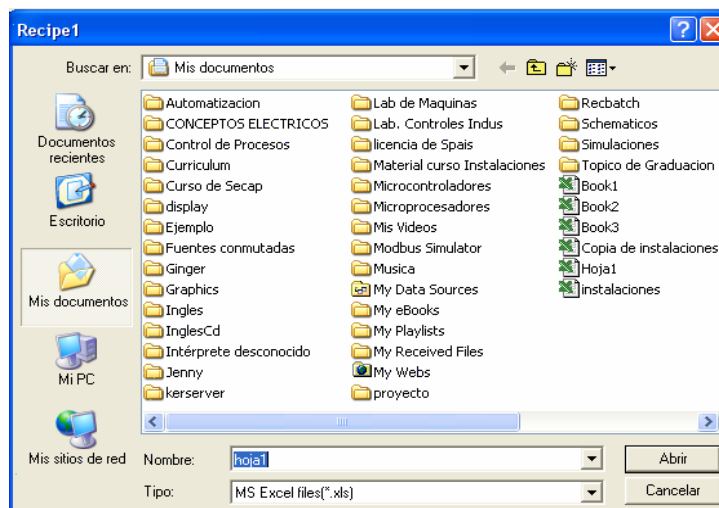 Recipe1
Buscar en: Mis documentos
Documentos
recientes
Escritorio
Mis documentos
Mi PC
Mis sitios de red
Automatizacion
CONCEPTOS ELECTRICOS
Control de Procesos
Curriculum
Curso de Secap
display
Ejemplo
Fuentes conmutadas
Ginger
Graphics
Ingles
InglesCd
Intérprete desconocido
Jenny
kerserver
Lab de Maquinas
Lab. Controles Indus
licencia de Spais
Material curso Instalaciones
Microcontroladores
Microprocesadores
Mis Videos
Modbus Simulator
Musica
My Data Sources
My eBooks
My Playlists
My Received Files
My Webs
proyecto
Recbatch
Schematicos
Simulaciones
Topico de Graduacion
Book1
Book2
Book3
Copia de instalaciones
Hoja1
instalaciones
Nombre: hoja1
Abrir
Tipo: MS Excel files(*.xls)
Cancelar